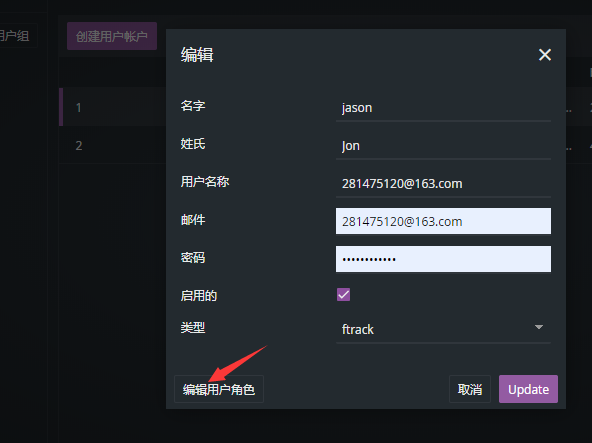 用户组
创建用户帐户
1
2
编辑
名字
jason
姓氏
Jon
用户名称
281475120@163.com
邮件
281475120@163.com
密码
••••••••••••
启用的
类型
ftrack
编辑用户角色
取消
Update